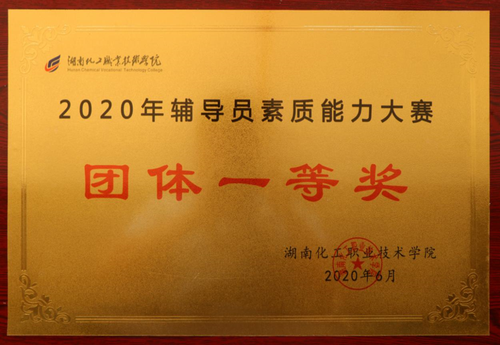 湖南化工职业技术学院
Hunan Chemical Vocational Technology College
2020年辅导员素质能力大赛
团体一等奖
湖南化工职业技术学院
2020年6月